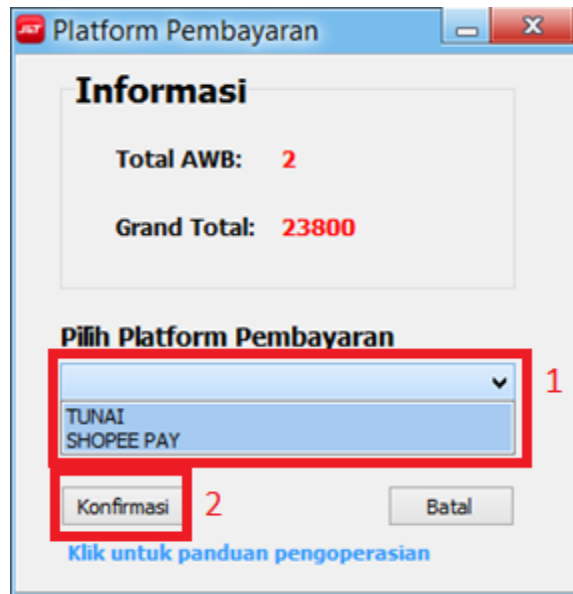 J&T Platform Pembayaran
Informasi
Total AWB: 2
Grand Total: 23800
Pilih Platform Pembayaran
1
TUNAI
SHOPEE PAY
Konfirmasi 2 Batal
Klik untuk panduan pengoperasian